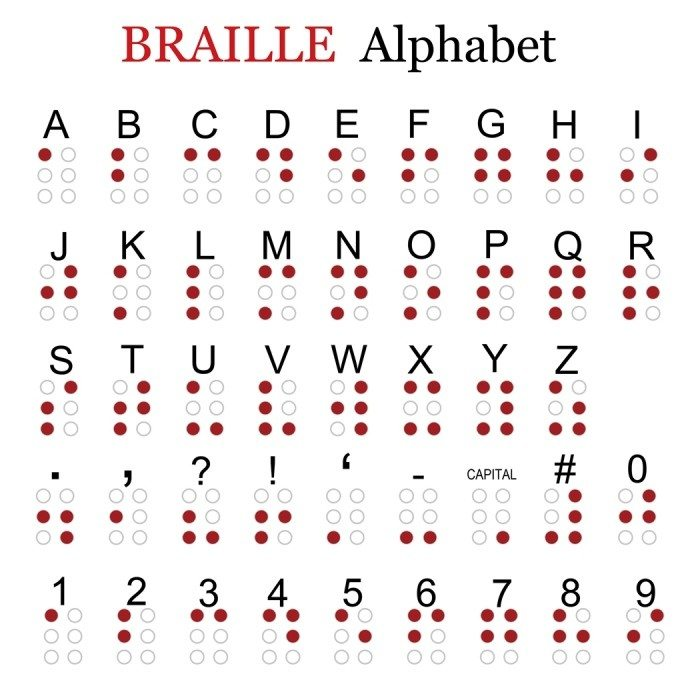 BRAILLE Alphabet
A B C D E F G H I
J K L M N O P Q R
S T U V W X Y Z
. , ? ! ‘ - CAPITAL # 0
1 2 3 4 5 6 7 8 9